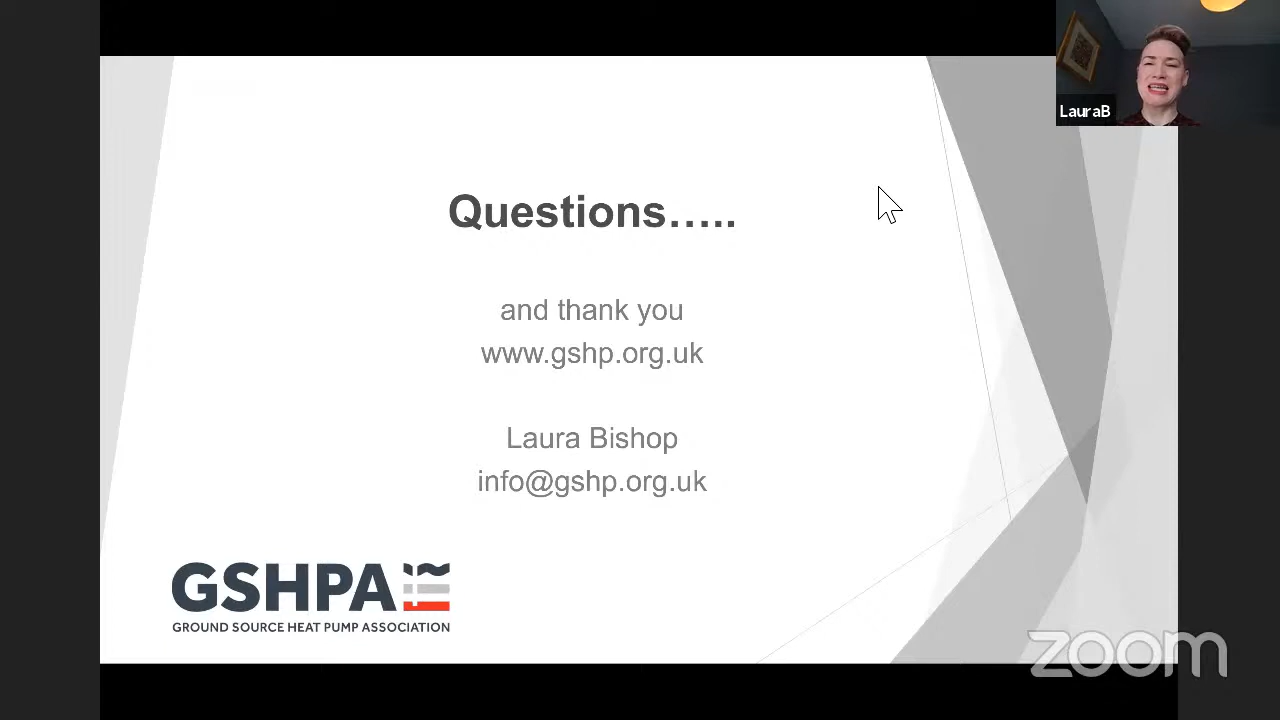 LauraB
Questions…..
and thank you
www.gshp.org.uk
Laura Bishop
info@gshp.org.uk
GSHPA
GROUND SOURCE HEAT PUMP ASSOCIATION
zoom